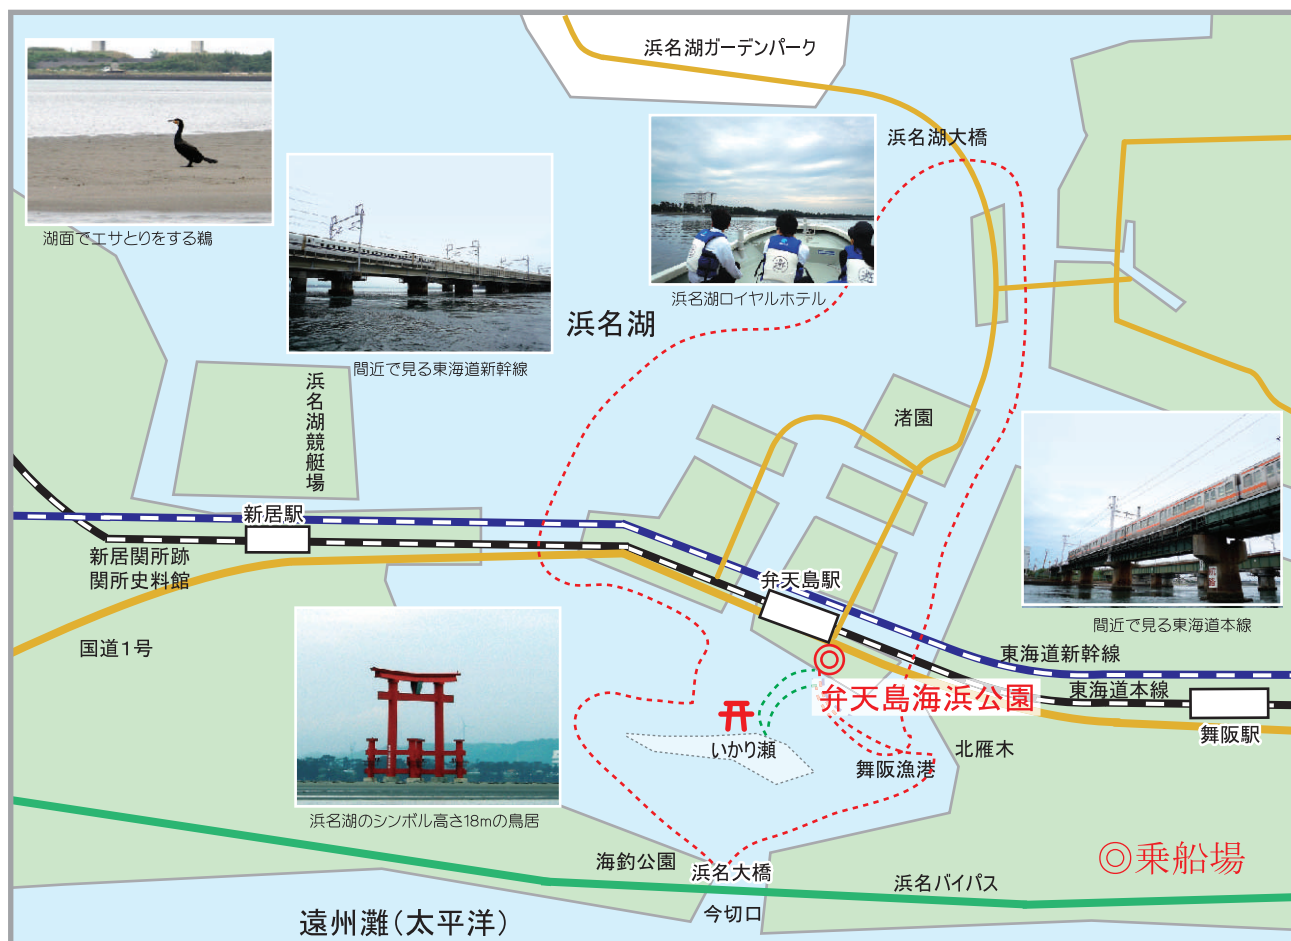 浜名湖ガーデンパーク
浜名湖大橋
湖面でエサとりをする鵜
浜名湖ロイヤルホテル
浜名湖
間近で見る東海道新幹線
浜名湖競艇場
渚園
新居駅
新居関所跡
関所史料館
弁天島駅
間近で見る東海道本線
国道1号
東海道新幹線
東海道本線
弁天島海浜公園
舞阪駅
いかり瀬
北雁木
舞阪漁港
浜名湖のシンボル高さ18mの鳥居
海釣公園
浜名大橋
◎乗船場
浜名バイパス
今切口
遠州灘(太平洋)